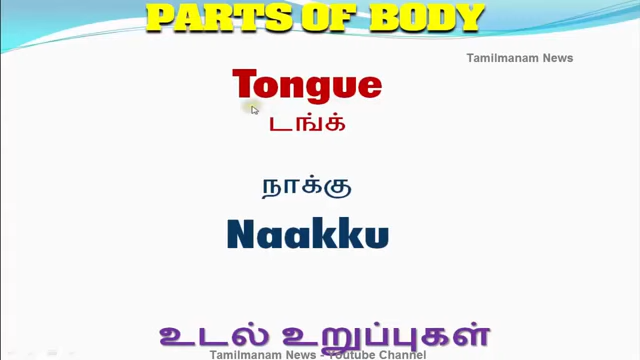 PARTS OF BODY
Tamilmanam News
Tongue
டங்க்
நாக்கு
Naakku
உடல் உறுப்புகள்
Tamilmanam News - Youtube Channel